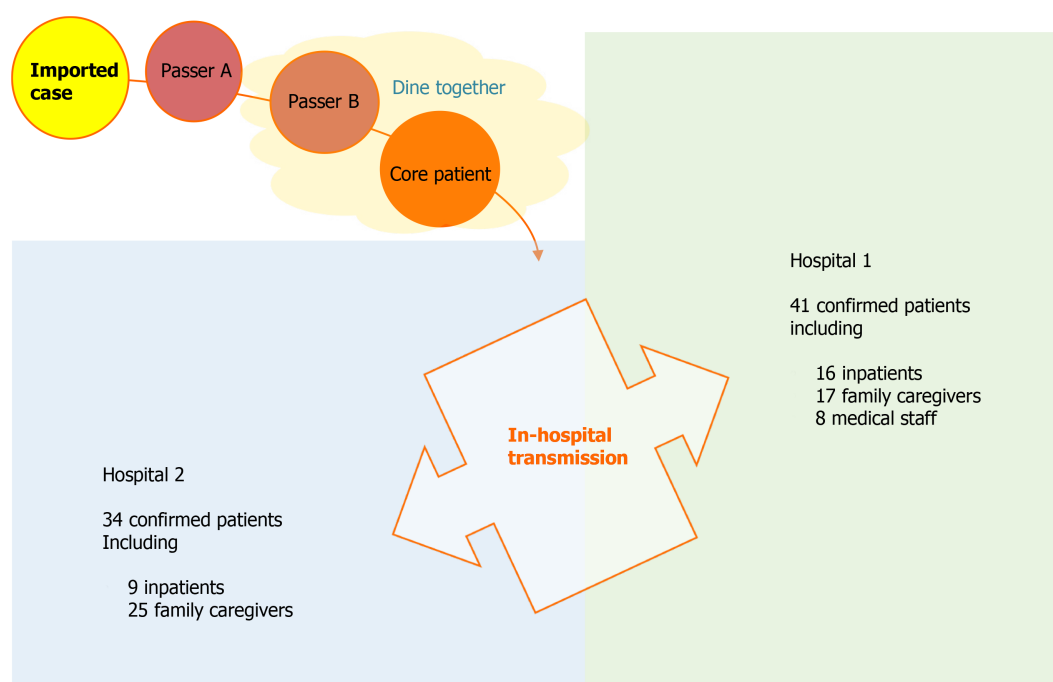 Imported
case
Passer A
Passer B
Dine together
Core patient
Hospital 1
41 confirmed patients
including
16 inpatients
17 family caregivers
8 medical staff
In-hospital
transmission
Hospital 2
34 confirmed patients
Including
9 inpatients
25 family caregivers